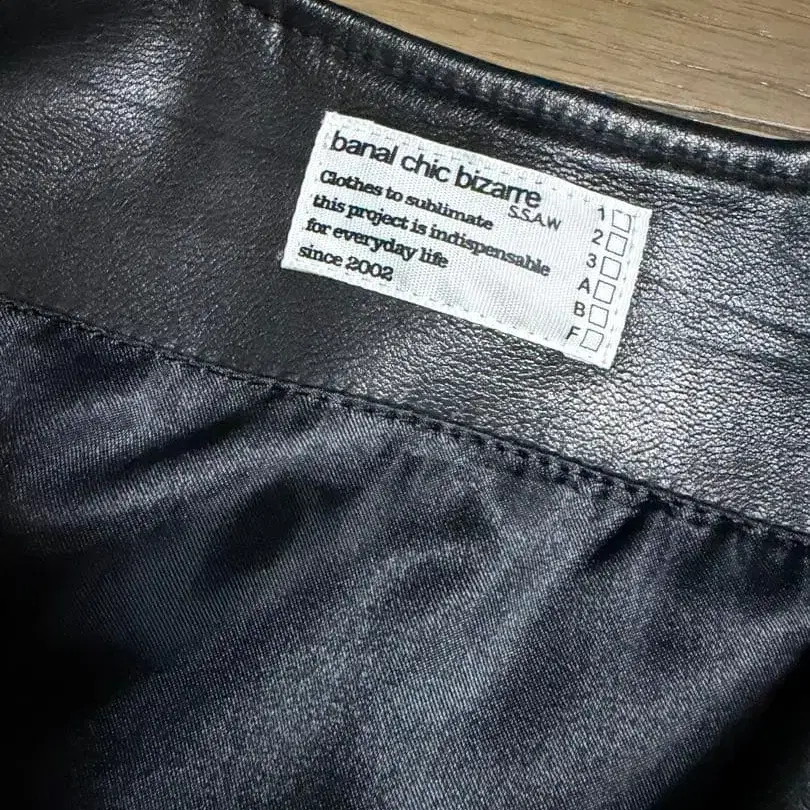 banal chic bizarre
S.S.A.W
Clothes to sublimate
this project is indispensable
for everyday life
since 2002
1
2
3
A
B
F